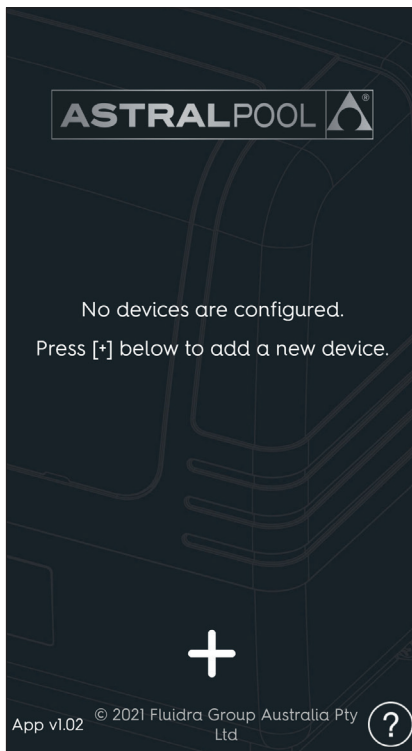 ASTRALPOOL ®
No devices are configured.
Press [+] below to add a new device.
App v1.02
© 2021 Fluidra Group Australia Pty
Ltd
?